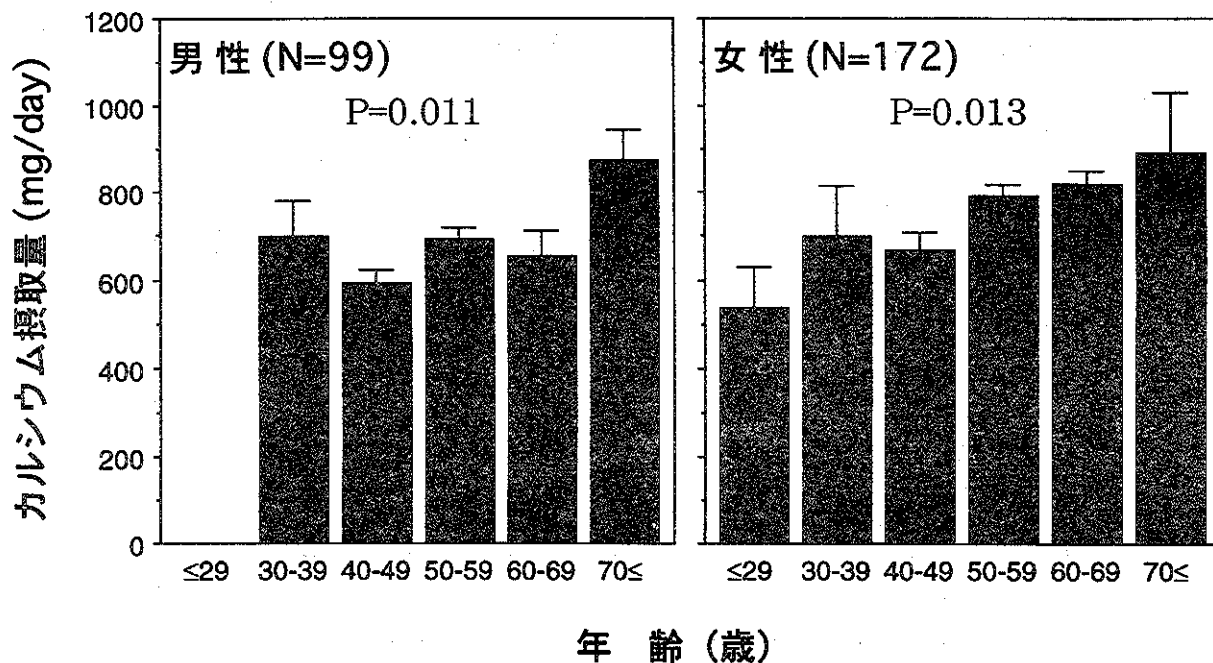 カルシウム摂取量 (mg/day)
1200
1000
800
600
400
200
0
男 性 (N=99)
P=0.011
≤29 30-39 40-49 50-59 60-69 70≤
1200
女 性 (N=172)
P=0.013
≤29 30-39 40-49 50-59 60-69 70≤
年 齢 (歳)